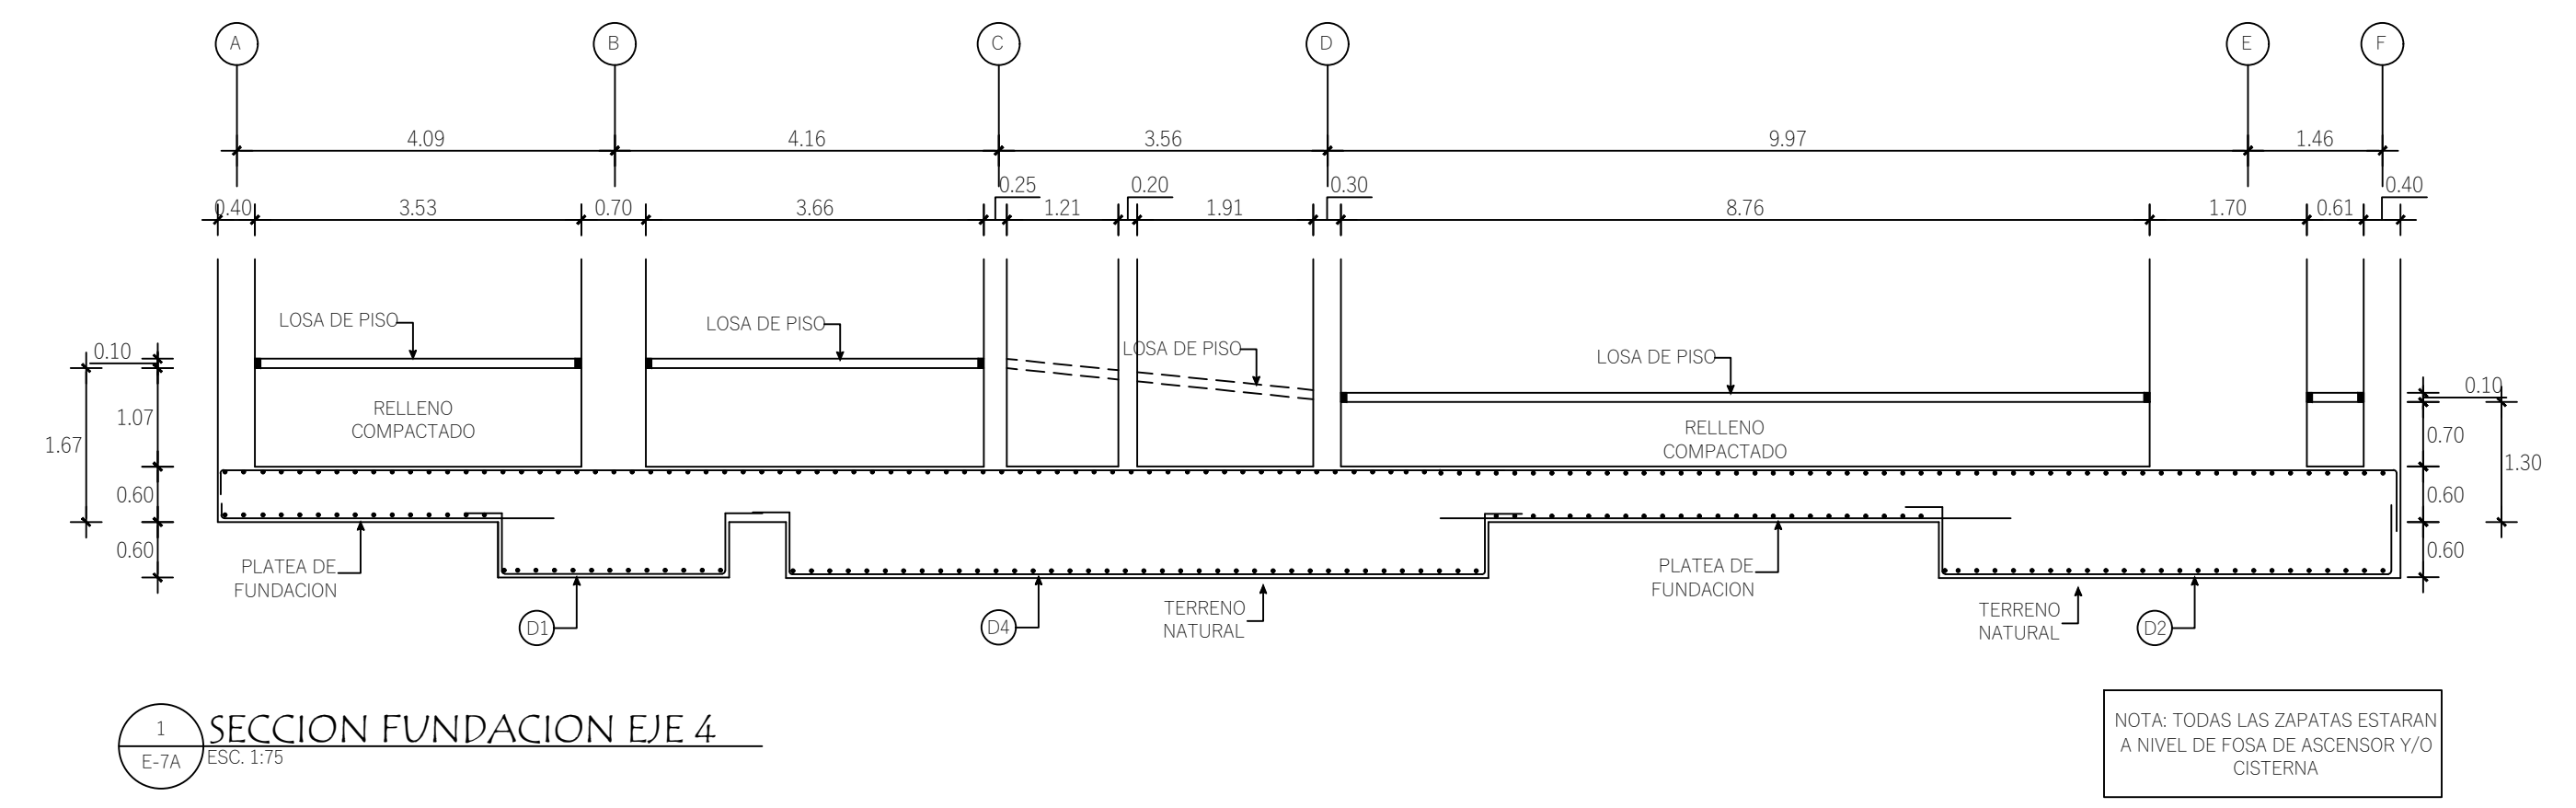 A
B
C
D
E
F
4.09
4.16
3.56
9.97
1.46
0.25
0.20
0.30
0.40
0.40
3.53
0.70
3.66
1.21
1.91
8.76
1.70
0.61
LOSA DE PISO
LOSA DE PISO
LOSA DE PISO
LOSA DE PISO
0.10
1.07
1.67
0.60
0.60
RELLENO
COMPACTADO
RELLENO
COMPACTADO
0.10
0.70
1.30
0.60
0.60
PLATEA DE
FUNDACION
D1
D4
TERRENO
NATURAL
PLATEA DE
FUNDACION
TERRENO
NATURAL
D2
1
E-7A
SECCION FUNDACION EJE 4
ESC. 1:75
NOTA: TODAS LAS ZAPATAS ESTARAN
A NIVEL DE FOSA DE ASCENSOR Y/O
CISTERNA